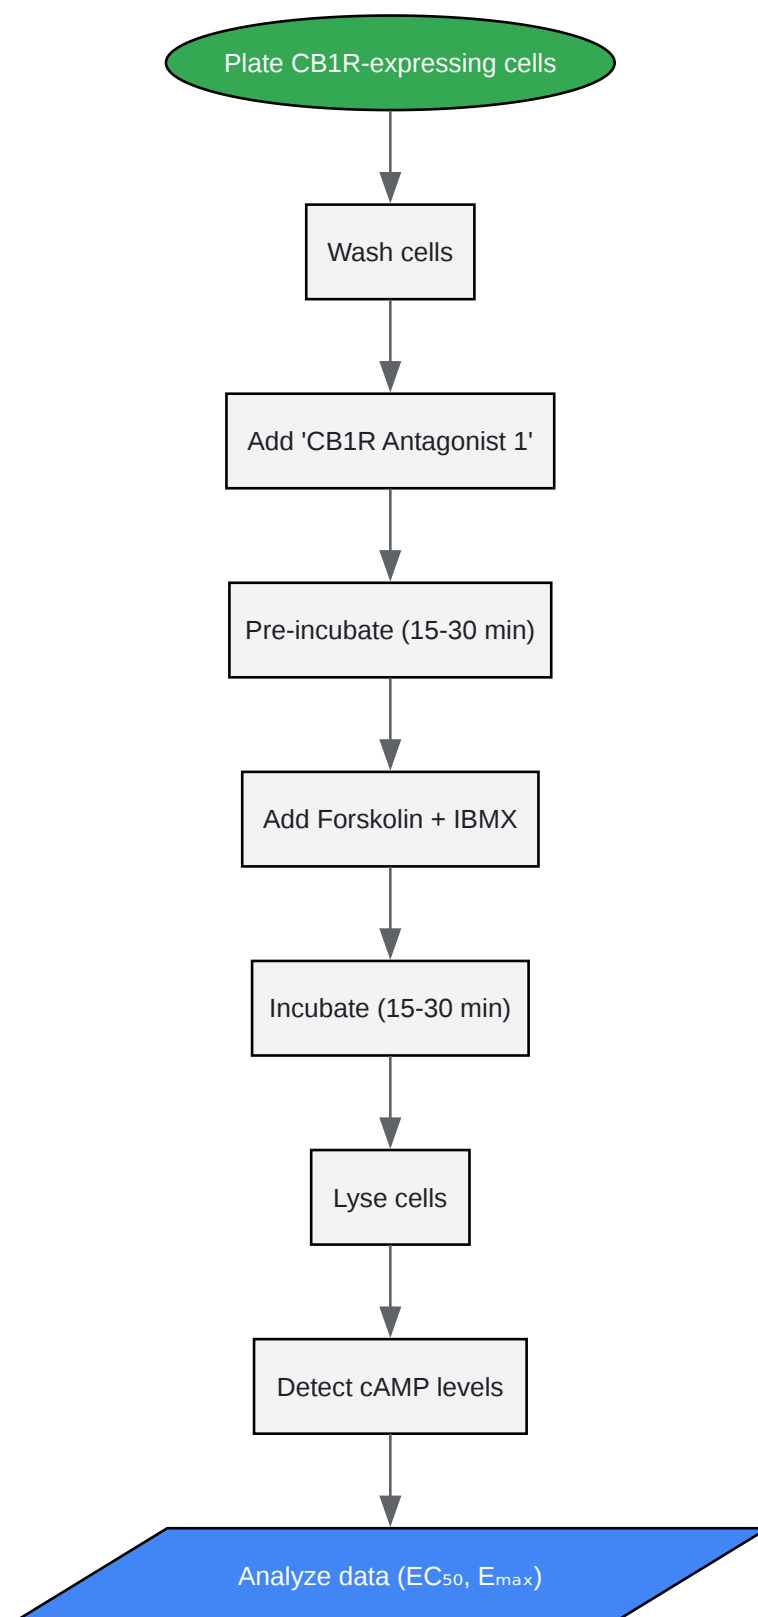 Plate CB1R-expressing cells
Wash cells
Add 'CB1R Antagonist 1'
Pre-incubate (15-30 min)
Add Forskolin + IBMX
Incubate (15-30 min)
Lyse cells
Detect cAMP levels
Analyze data (EC₅₀, Eₘₐₓ)